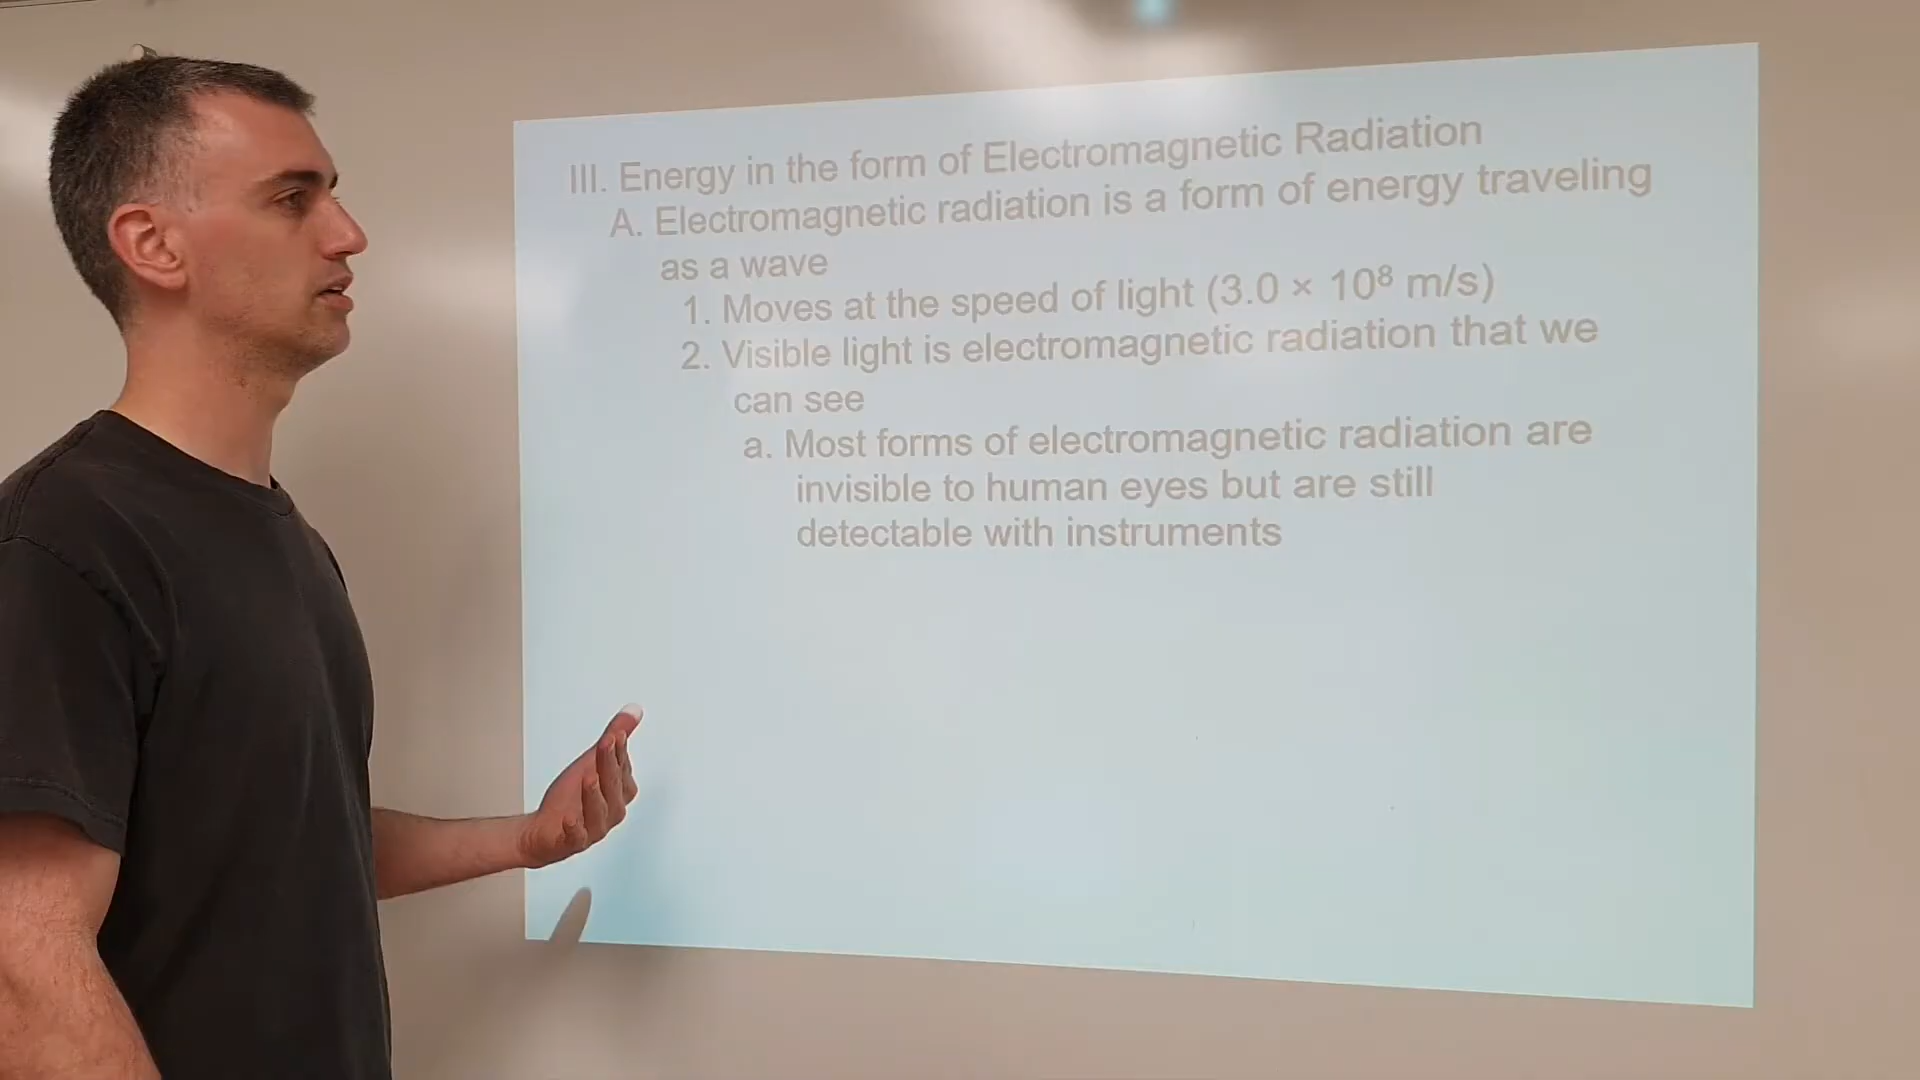 III. Energy in the form of Electromagnetic Radiation
A. Electromagnetic radiation is a form of energy traveling
as a wave
1. Moves at the speed of light (3.0 × 10⁸ m/s)
2. Visible light is electromagnetic radiation that we
can see
a. Most forms of electromagnetic radiation are
invisible to human eyes but are still
detectable with instruments